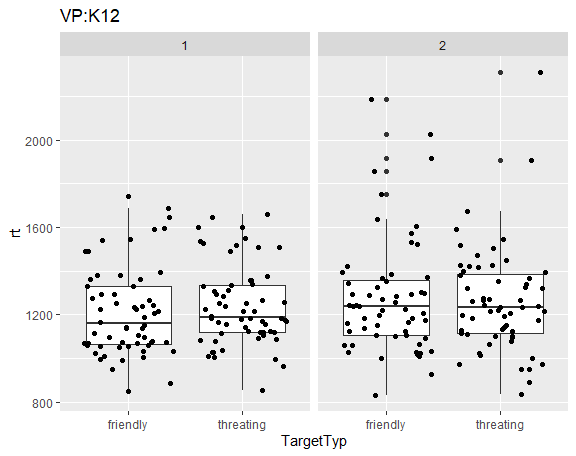 VP:K12
1 2
rt
2000
1600
1200
800
friendly threating friendly threating
TargetTyp